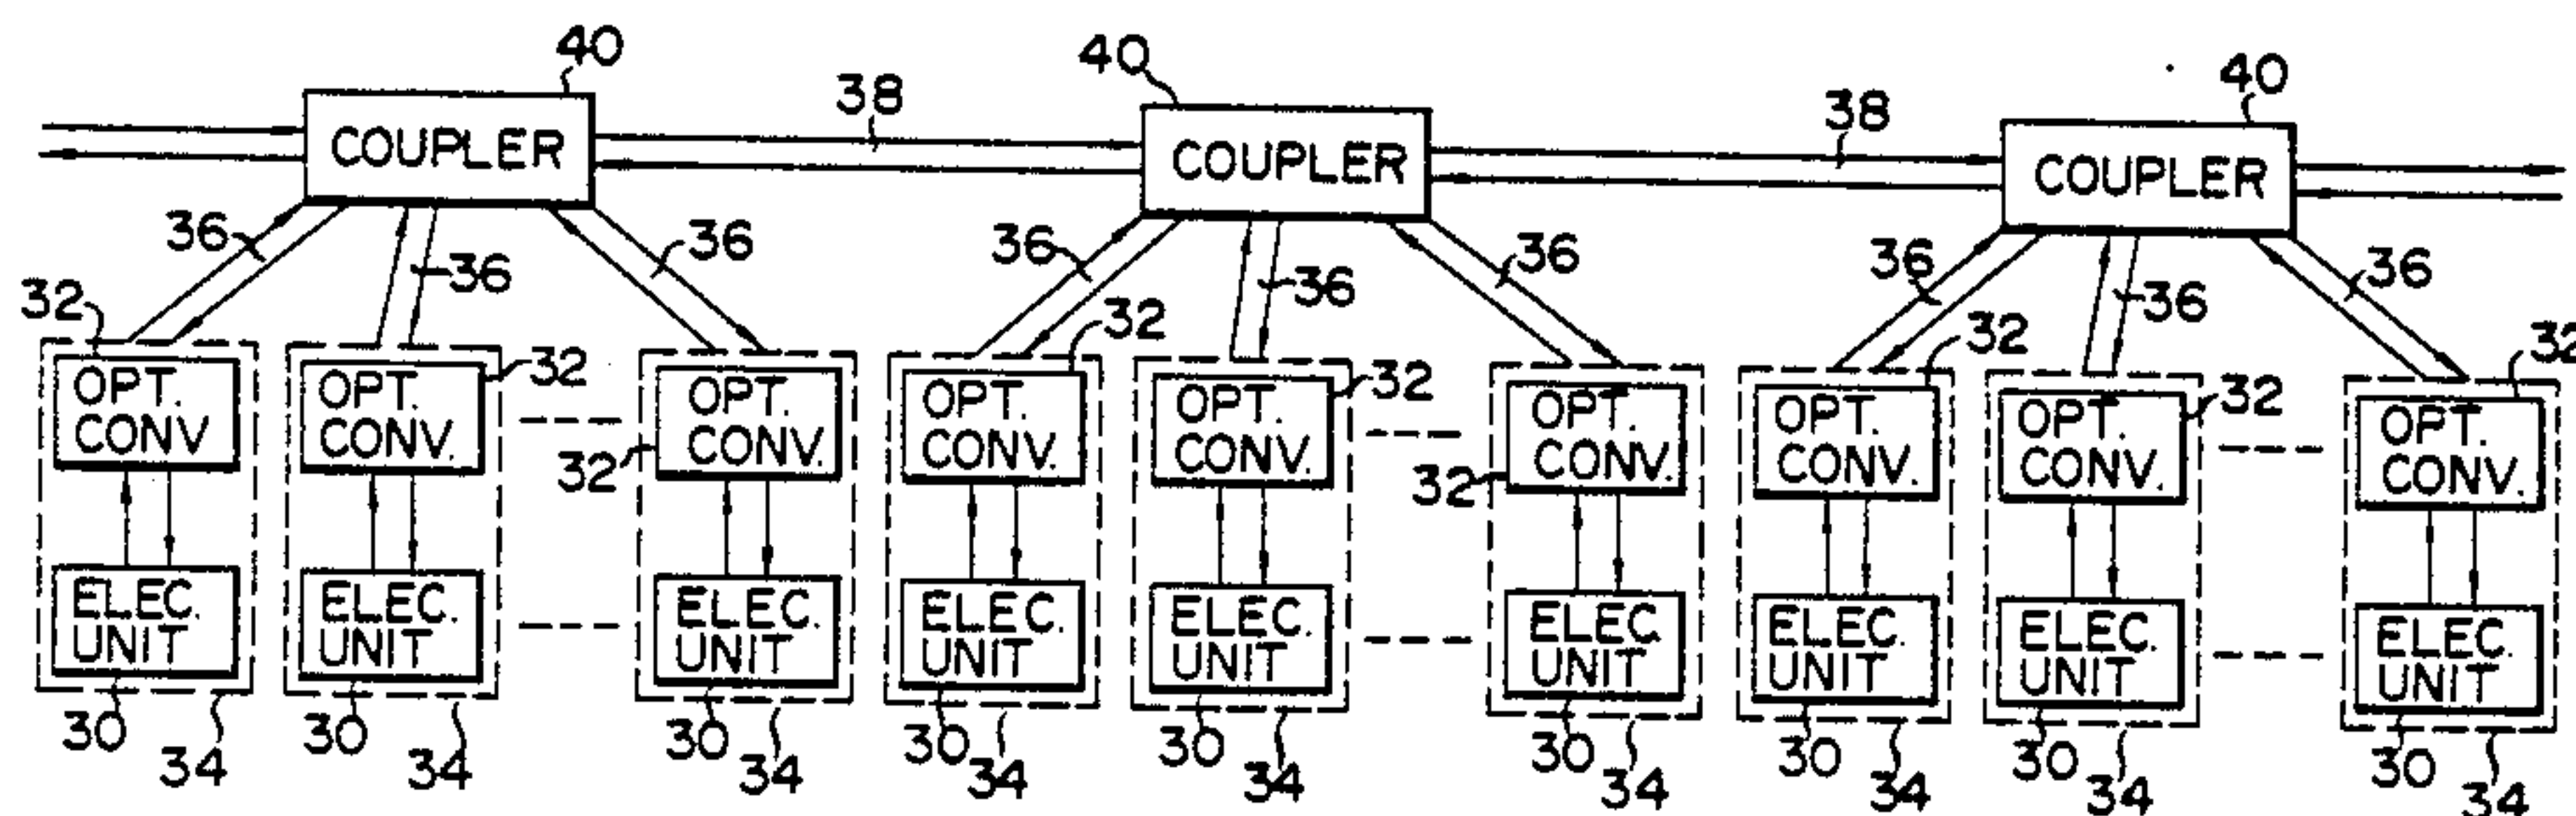 40
40
40
38
38
COUPLER
COUPLER
COUPLER
36
36
36
36
36
36
36
36
36
32
32
32
32
32
32
32
32
32
OPT.
CONV
OPT.
CONV.
OPT.
CONV.
OPT.
CONV.
OPT.
CONV.
OPT.
CONV.
OPT.
CONV.
OPT.
CONV.
OPT.
CONV.
ELEC.
UNIT
ELEC.
UNIT
ELEC.
UNIT
ELEC.
UNIT
ELEC.
UNIT
ELEC
UNIT
ELEC.
UNIT
ELEC.
UNIT
ELEC.
UNIT
30
34
30
34
30
34
30
34
30
34
30
34
30
34
30
34
30
34